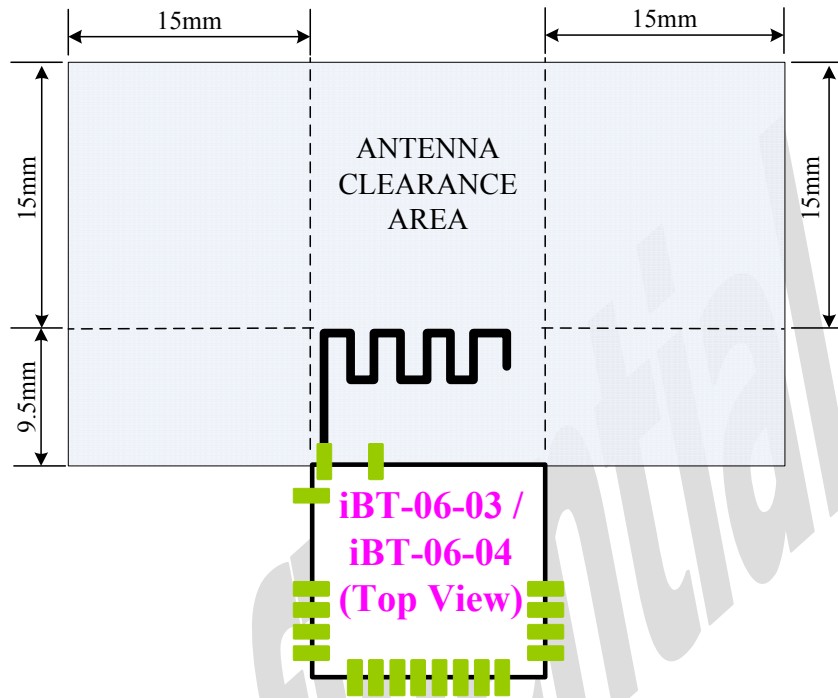 15mm
15mm
15mm
15mm
9.5mm
ANTENNA
CLEARANCE
AREA
iBT-06-03 /
iBT-06-04
(Top View)